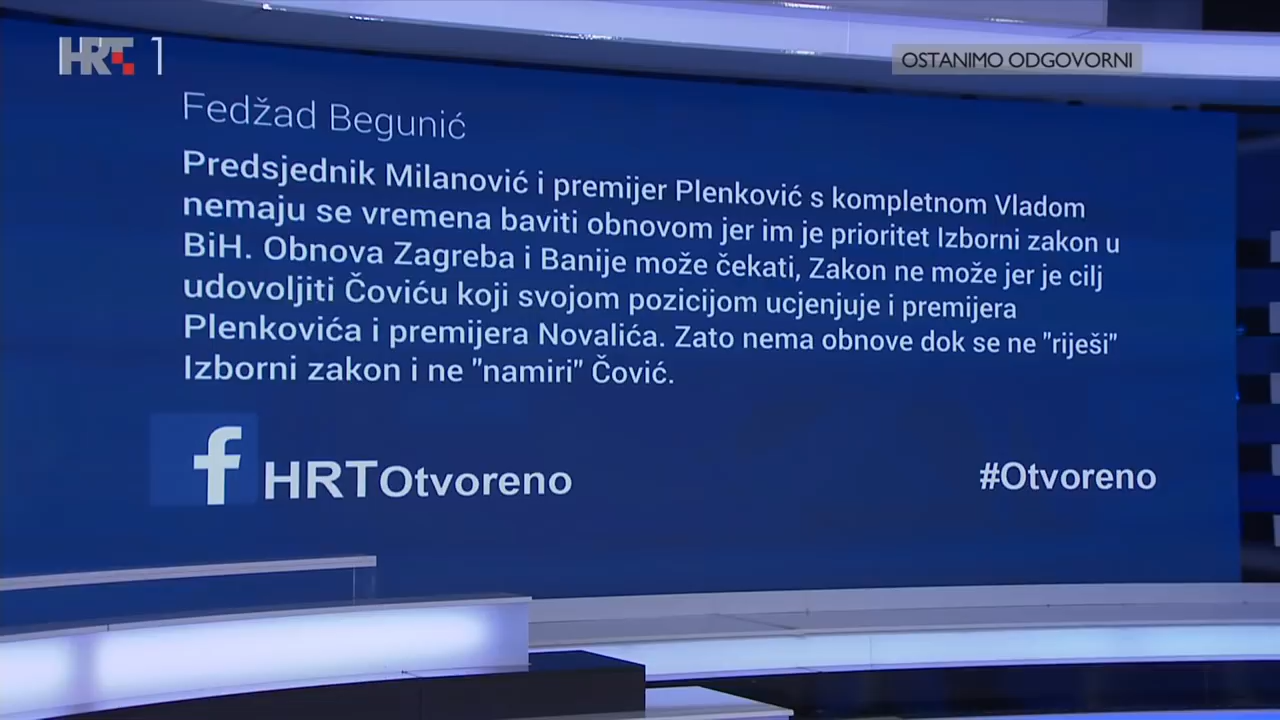 HRT 1
OSTANIMO ODGOVORNI
Fedžad Begunić
Predsjednik Milanović i premijer Plenković s kompletnom Vladom
nemaju se vremena baviti obnovom jer im je prioritet Izborni zakon u
BiH. Obnova Zagreba i Banije može čekati, Zakon ne može jer je cilj
udovoljiti Čoviću koji svojom pozicijom ucjenjuje i premijera
Plenkovića i premijera Novalića. Zato nema obnove dok se ne "riješi"
Izborni zakon i ne "namiri" Čović.
f HRTOtvoreno
#Otvoreno